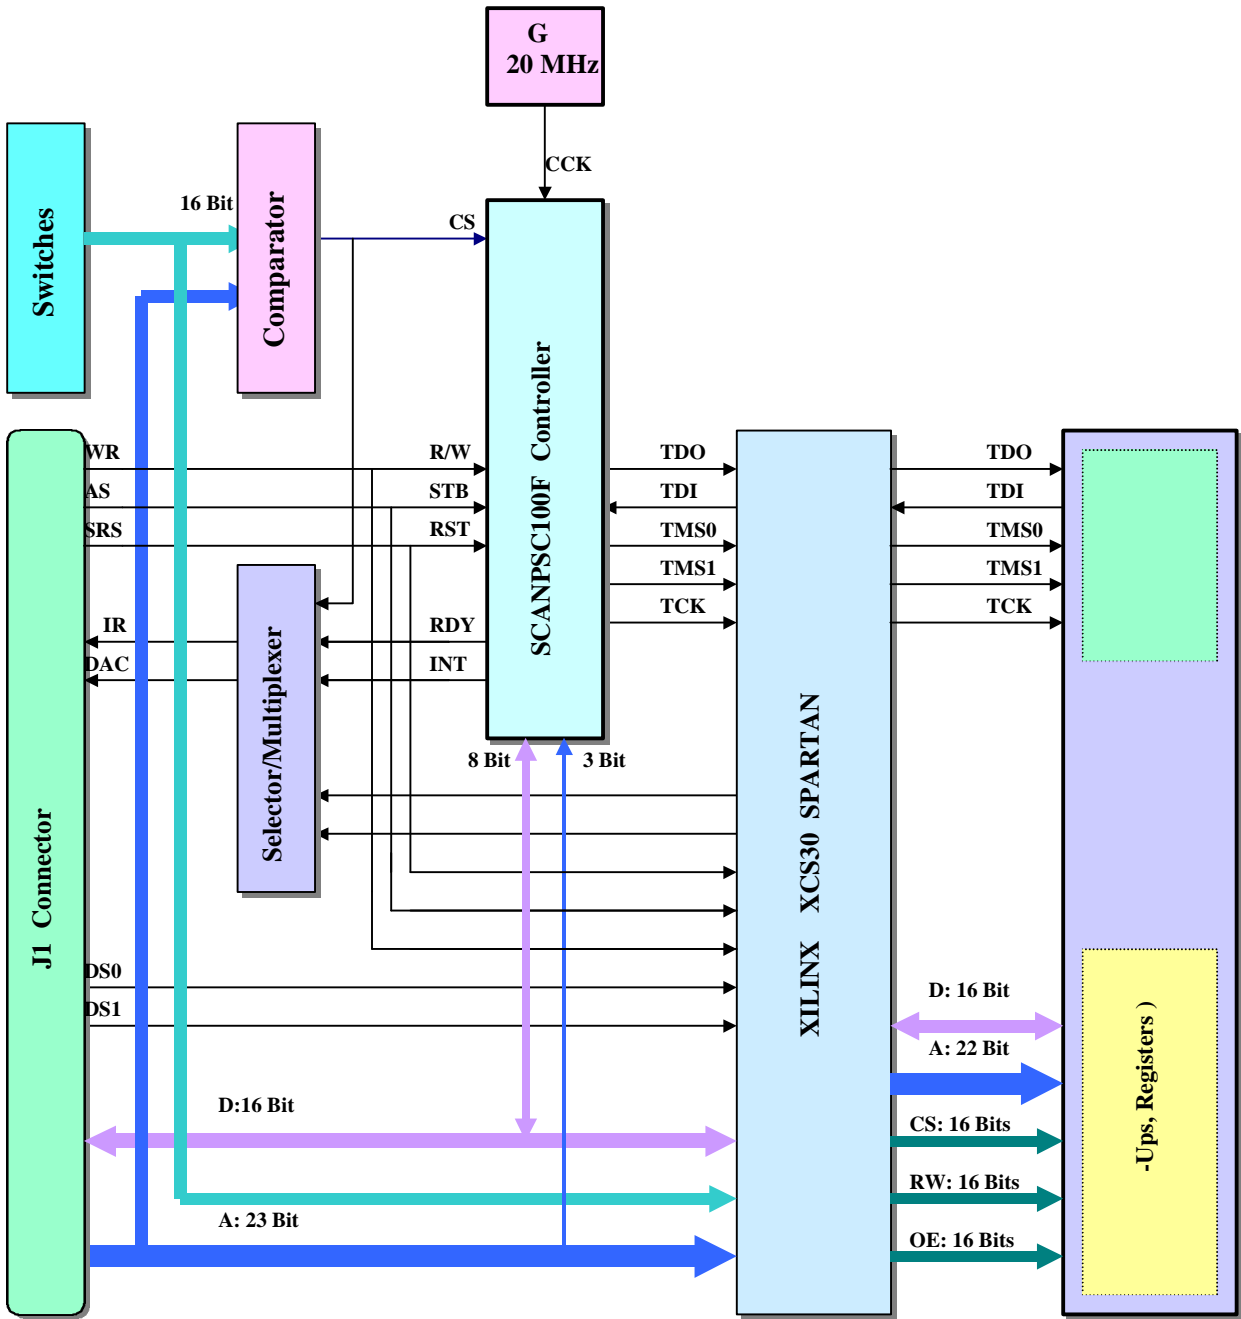 G
20 MHz
CCK
16 Bit
CS
Switches
Comparator
SCANPSC100F Controller
WR
R/W
TDO
TDO
AS
STB
TDI
TDI
SRS
RST
TMS0
TMS0
TMS1
TMS1
TCK
TCK
IR
RDY
DAC
INT
Selector/Multiplexer
8 Bit
3 Bit
J1 Connector
XILINX XCS30 SPARTAN
DS0
DS1
D: 16 Bit
A: 22 Bit
-Ups, Registers )
D:16 Bit
CS: 16 Bits
RW: 16 Bits
A: 23 Bit
OE: 16 Bits